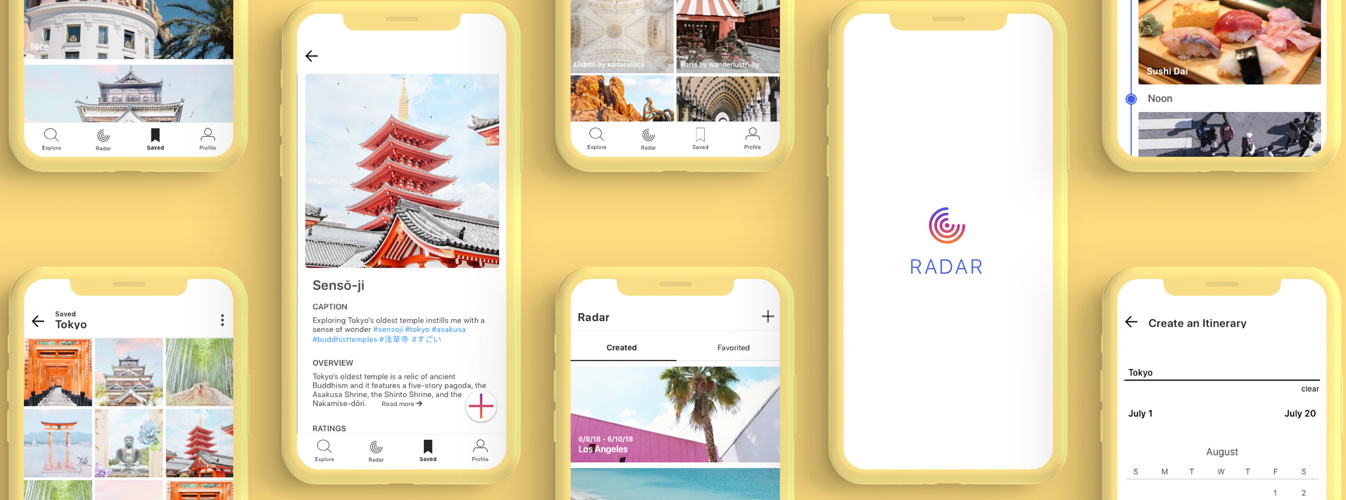 Nice
Explore
Radar
Saved
Profile
Saved
Tokyo
Sensō-ji
CAPTION
Exploring Tokyo's oldest temple instills me with a
sense of wonder #sensoji #tokyo #asakusa
#buddhisttemples #浅草寺 #すごい
OVERVIEW
Tokyo's oldest temple is a relic of ancient
Buddhism and it features a five-story pagoda, the
Asakusa Shrine, the Shinto Shrine, and the
Nakamise-dōri. Read more →
RATINGS
Explore
Radar
Saved
Profile
Lisbon by kariacaloca
Paris by wanderlustruby
Explore
Radar
Saved
Profile
Radar
Created
Favorited
6/8/18 - 6/10/18
Los Angeles
RADAR
Sushi Dai
Noon
Create an Itinerary
Tokyo
clear
July 1
July 20
August
S M T W T F S
1 2